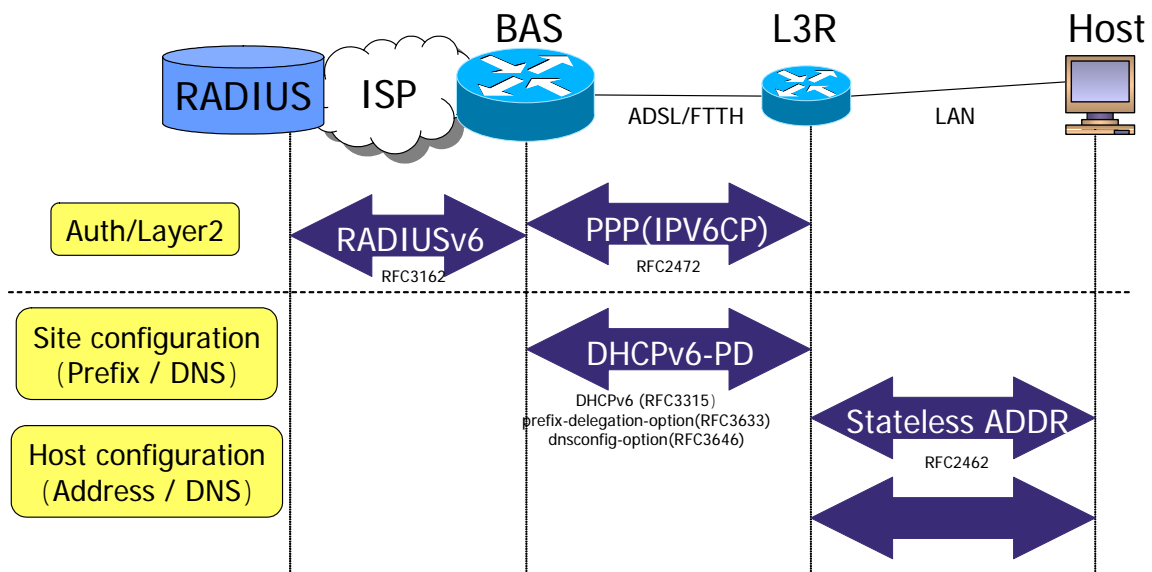 BAS
L3R
Host
RADIUS
ISP
ADSL/FTTH
LAN
Auth/Layer2
RADIUSv6
RFC3162
PPP(IPV6CP)
RFC2472
Site configuration
(Prefix / DNS)
DHCPv6-PD
DHCPv6 (RFC3315)
prefix-delegation-option(RFC3633)
dnsconfig-option(RFC3646)
Stateless ADDR
RFC2462
Host configuration
(Address / DNS)